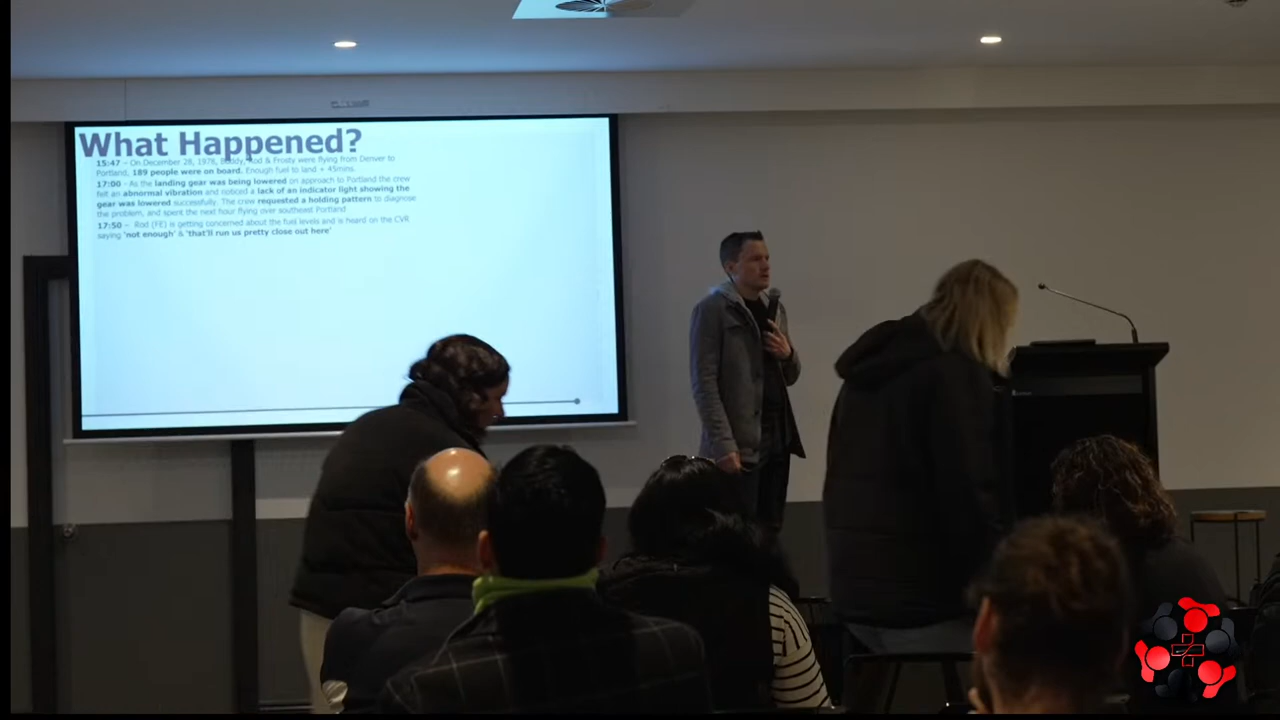 What Happened?
15:47 – On December 28, 1978, Buddy, Rod & Frosty were flying from Denver to
Portland, 189 people were on board. Enough fuel to land + 45mins.
17:00 - As the landing gear was being lowered on approach to Portland the crew
felt an abnormal vibration and noticed a lack of an indicator light showing the
gear was lowered successfully. The crew requested a holding pattern to diagnose
the problem, and spent the next hour flying over southeast Portland
17:50 – Rod (FE) is getting concerned about the fuel levels and is heard on the CVR
saying 'not enough' & 'that'll run us pretty close out here'